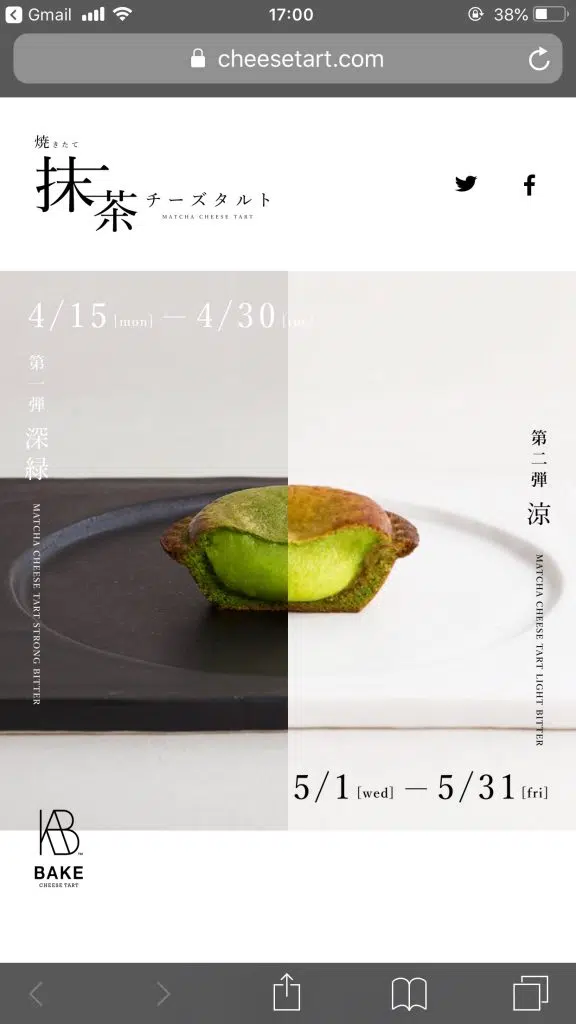 Gmail
17:00
38%
cheesetart.com
焼きたて
抹茶チーズタルト
MATCHA CHEESE TART
4/15[mon]－4/30[tue]
第一弾 深緑
MATCHA CHEESE TART STRONG BITTER
第二弾 涼
MATCHA CHEESE TART LIGHT BITTER
5/1[wed]－5/31[fri]
BAKE
CHEESE TART